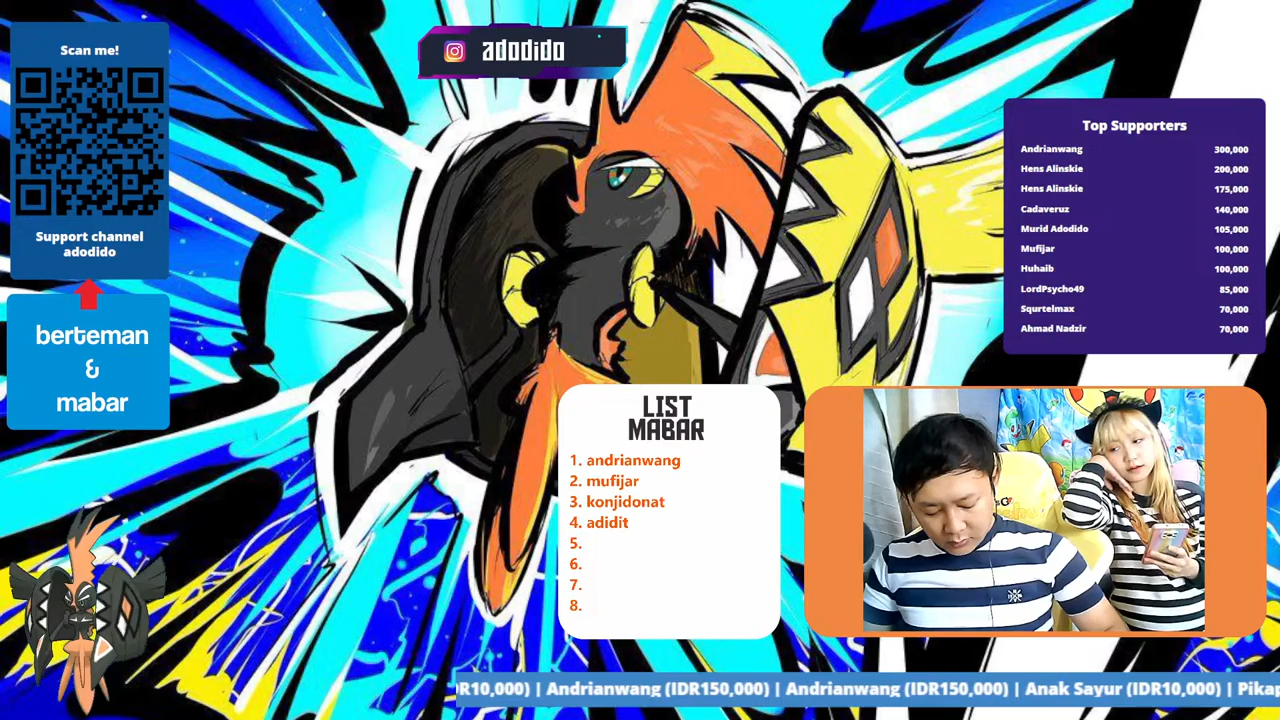 Scan me!
Support channel
adodido
berteman
&
mabar
adodido
Top Supporters
Andrianwang 300,000
Hens Alinskie 200,000
Hens Alinskie 175,000
Cadaveruz 140,000
Murid Adodido 105,000
Mufijar 100,000
Huhaib 100,000
LordPsycho49 85,000
Squrtelmax 70,000
Ahmad Nadzir 70,000
LIST
MABAR
1. andrianwang
2. mufijar
3. konjidonat
4. adidit
5.
6.
7.
8.
R10,000) | Andrianwang (IDR150,000) | Andrianwang (IDR150,000) | Anak Sayur (IDR10,000) | Pikap